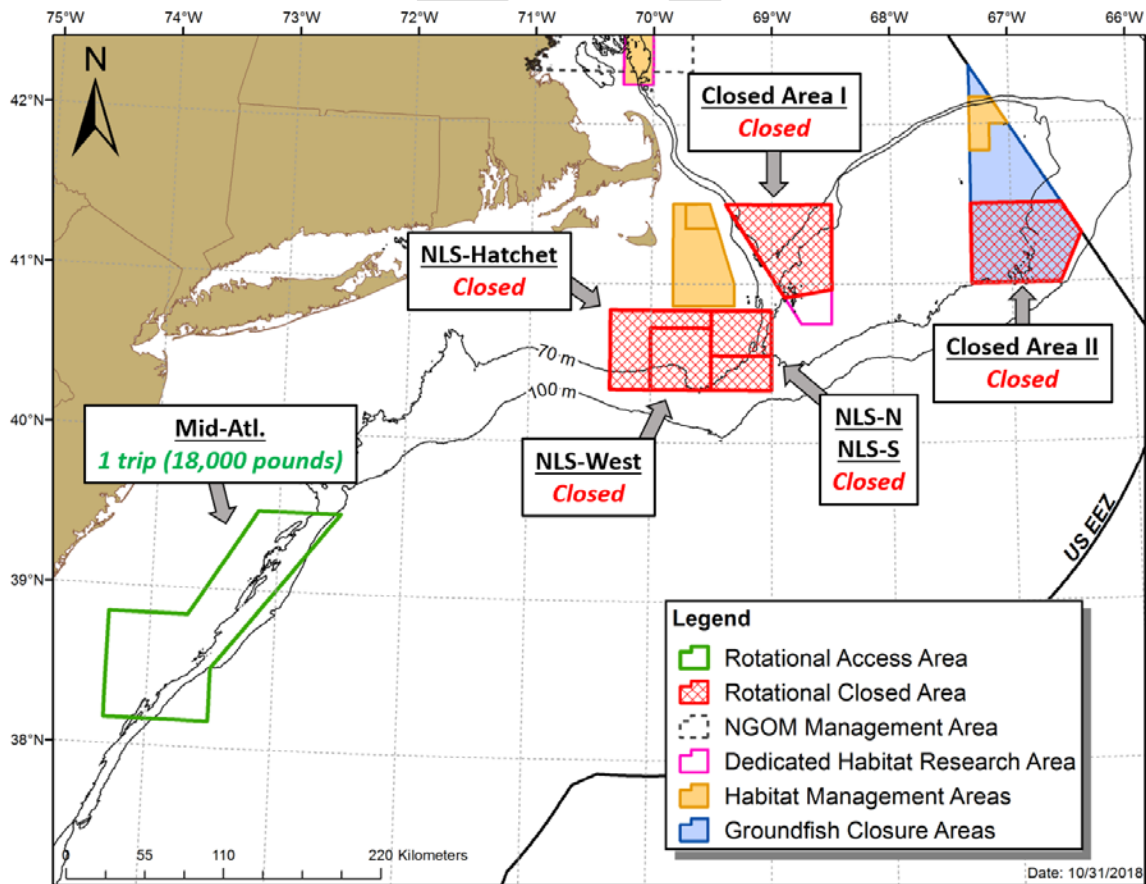 75°W 74°W 73°W 72°W 71°W 70°W 69°W 68°W 67°W 66°W
N
42°N
41°N
40°N
39°N
38°N
Closed Area I
Closed
NLS-Hatchet
Closed
Closed Area II
Closed
70 m
100 m
Mid-Atl.
1 trip (18,000 pounds)
NLS-West
Closed
NLS-N
NLS-S
Closed
US EEZ
Legend
Rotational Access Area
Rotational Closed Area
NGOM Management Area
Dedicated Habitat Research Area
Habitat Management Areas
Groundfish Closure Areas
0 55 110 220 Kilometers
Date: 10/31/2018